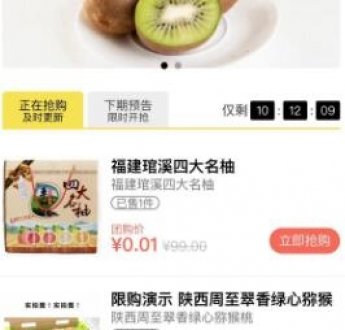 正在抢购
及时更新
下期预告
限时开抢
仅剩 10 : 12 : 09
四大名柚
福建琯溪四大名柚
福建琯溪四大名柚
已售1件
团购价
¥0.01 ¥99.00
立即抢购
限购演示 陕西周至翠香绿心猕猴
陕西周至翠香绿心猕猴桃
实拍图! 实拍图!